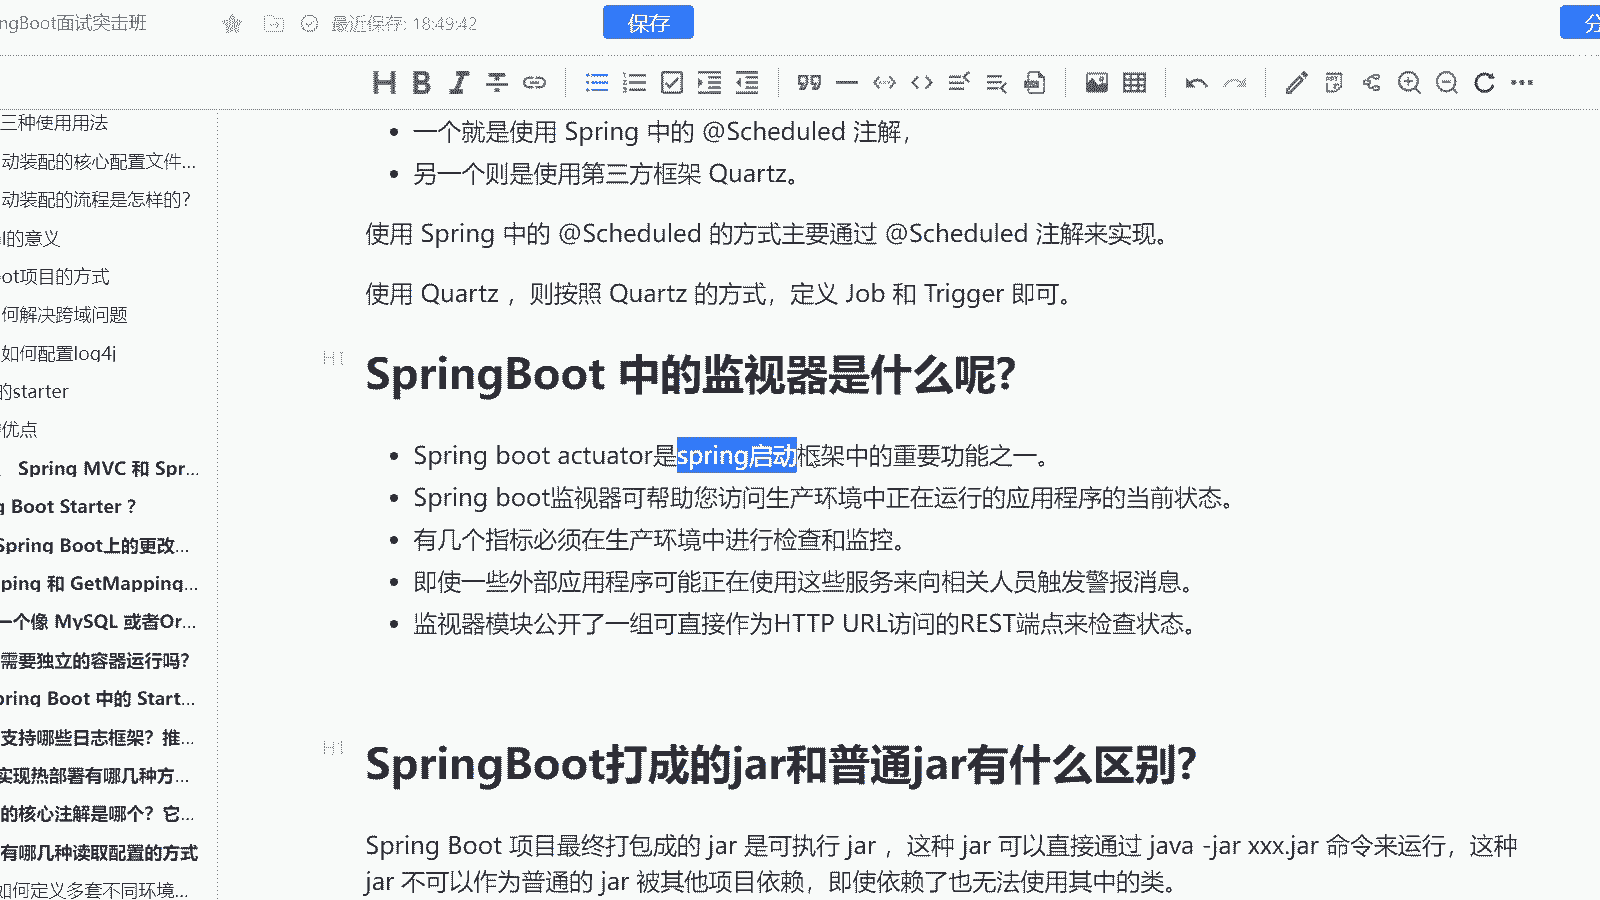 ngBoot面试突击班
最近保存: 18:49:42
保存
三种使用用法
动装配的核心配置文件...
动装配的流程是怎样的?
l的意义
ot项目的方式
何解决跨域问题
如何配置log4j
的starter
优点
Spring MVC 和 Spr...
g Boot Starter ?
Spring Boot上的更改...
ping 和 GetMapping...
一个像 MySQL 或者Or...
需要独立的容器运行吗?
pring Boot 中的 Start...
支持哪些日志框架? 推...
实现热部署有哪几种方...
的核心注解是哪个? 它...
有哪几种读取配置的方式
如何定义多套不同环境...
• 一个就是使用 Spring 中的 @Scheduled 注解，
• 另一个则是使用第三方框架 Quartz。
使用 Spring 中的 @Scheduled 的方式主要通过 @Scheduled 注解来实现。
使用 Quartz ，则按照 Quartz 的方式，定义 Job 和 Trigger 即可。
H1
SpringBoot 中的监视器是什么呢?
• Spring boot actuator是spring启动框架中的重要功能之一。
• Spring boot监视器可帮助您访问生产环境中正在运行的应用程序的当前状态。
• 有几个指标必须在生产环境中进行检查和监控。
• 即使一些外部应用程序可能正在使用这些服务来向相关人员触发警报消息。
• 监视器模块公开了一组可直接作为HTTP URL访问的REST端点来检查状态。
H1
SpringBoot打成的jar和普通jar有什么区别?
Spring Boot 项目最终打包成的 jar 是可执行 jar ，这种 jar 可以直接通过 java -jar xxx.jar 命令来运行，这种
jar 不可以作为普通的 jar 被其他项目依赖，即使依赖了也无法使用其中的类。